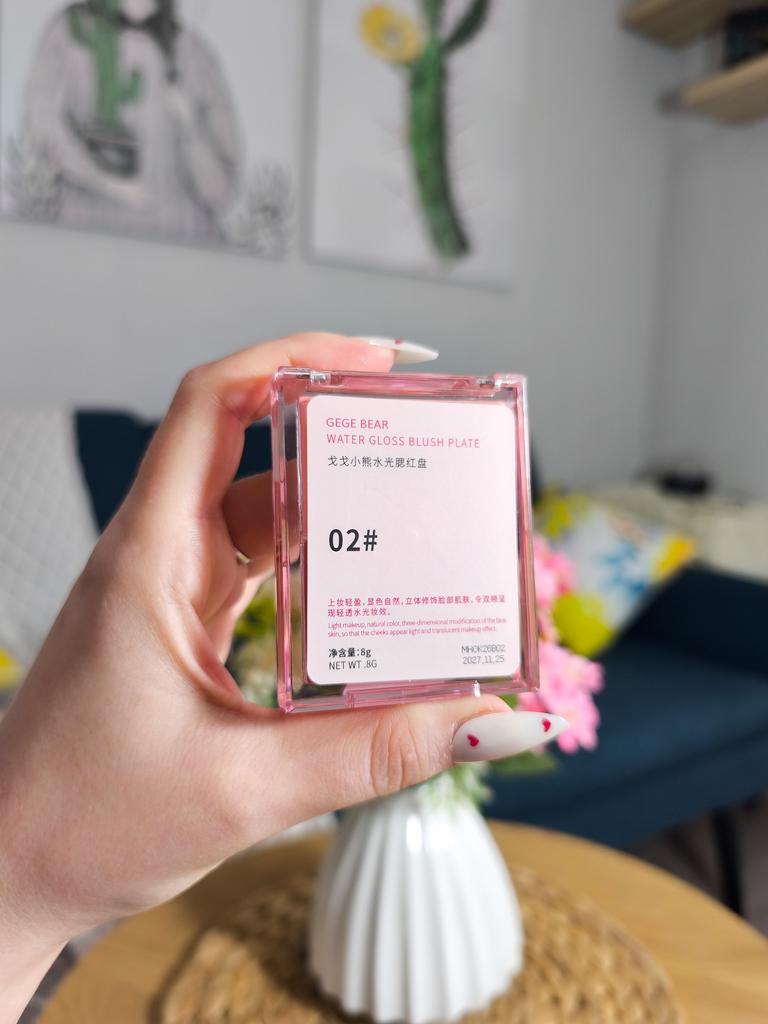 GEGE BEAR
WATER GLOSS BLUSH PLATE
戈戈小熊水光腮红盘
02#
上妆轻盈,显色自然,立体修饰脸部肌肤,令双颊呈
现轻透水光妆效。
Light makeup, natural color, three-dimensional modification of the face
skin, so that the cheeks appear light and translucent makeup effect.
净含量:8g
NET WT .8G
MH0K26B02
2027.11.25